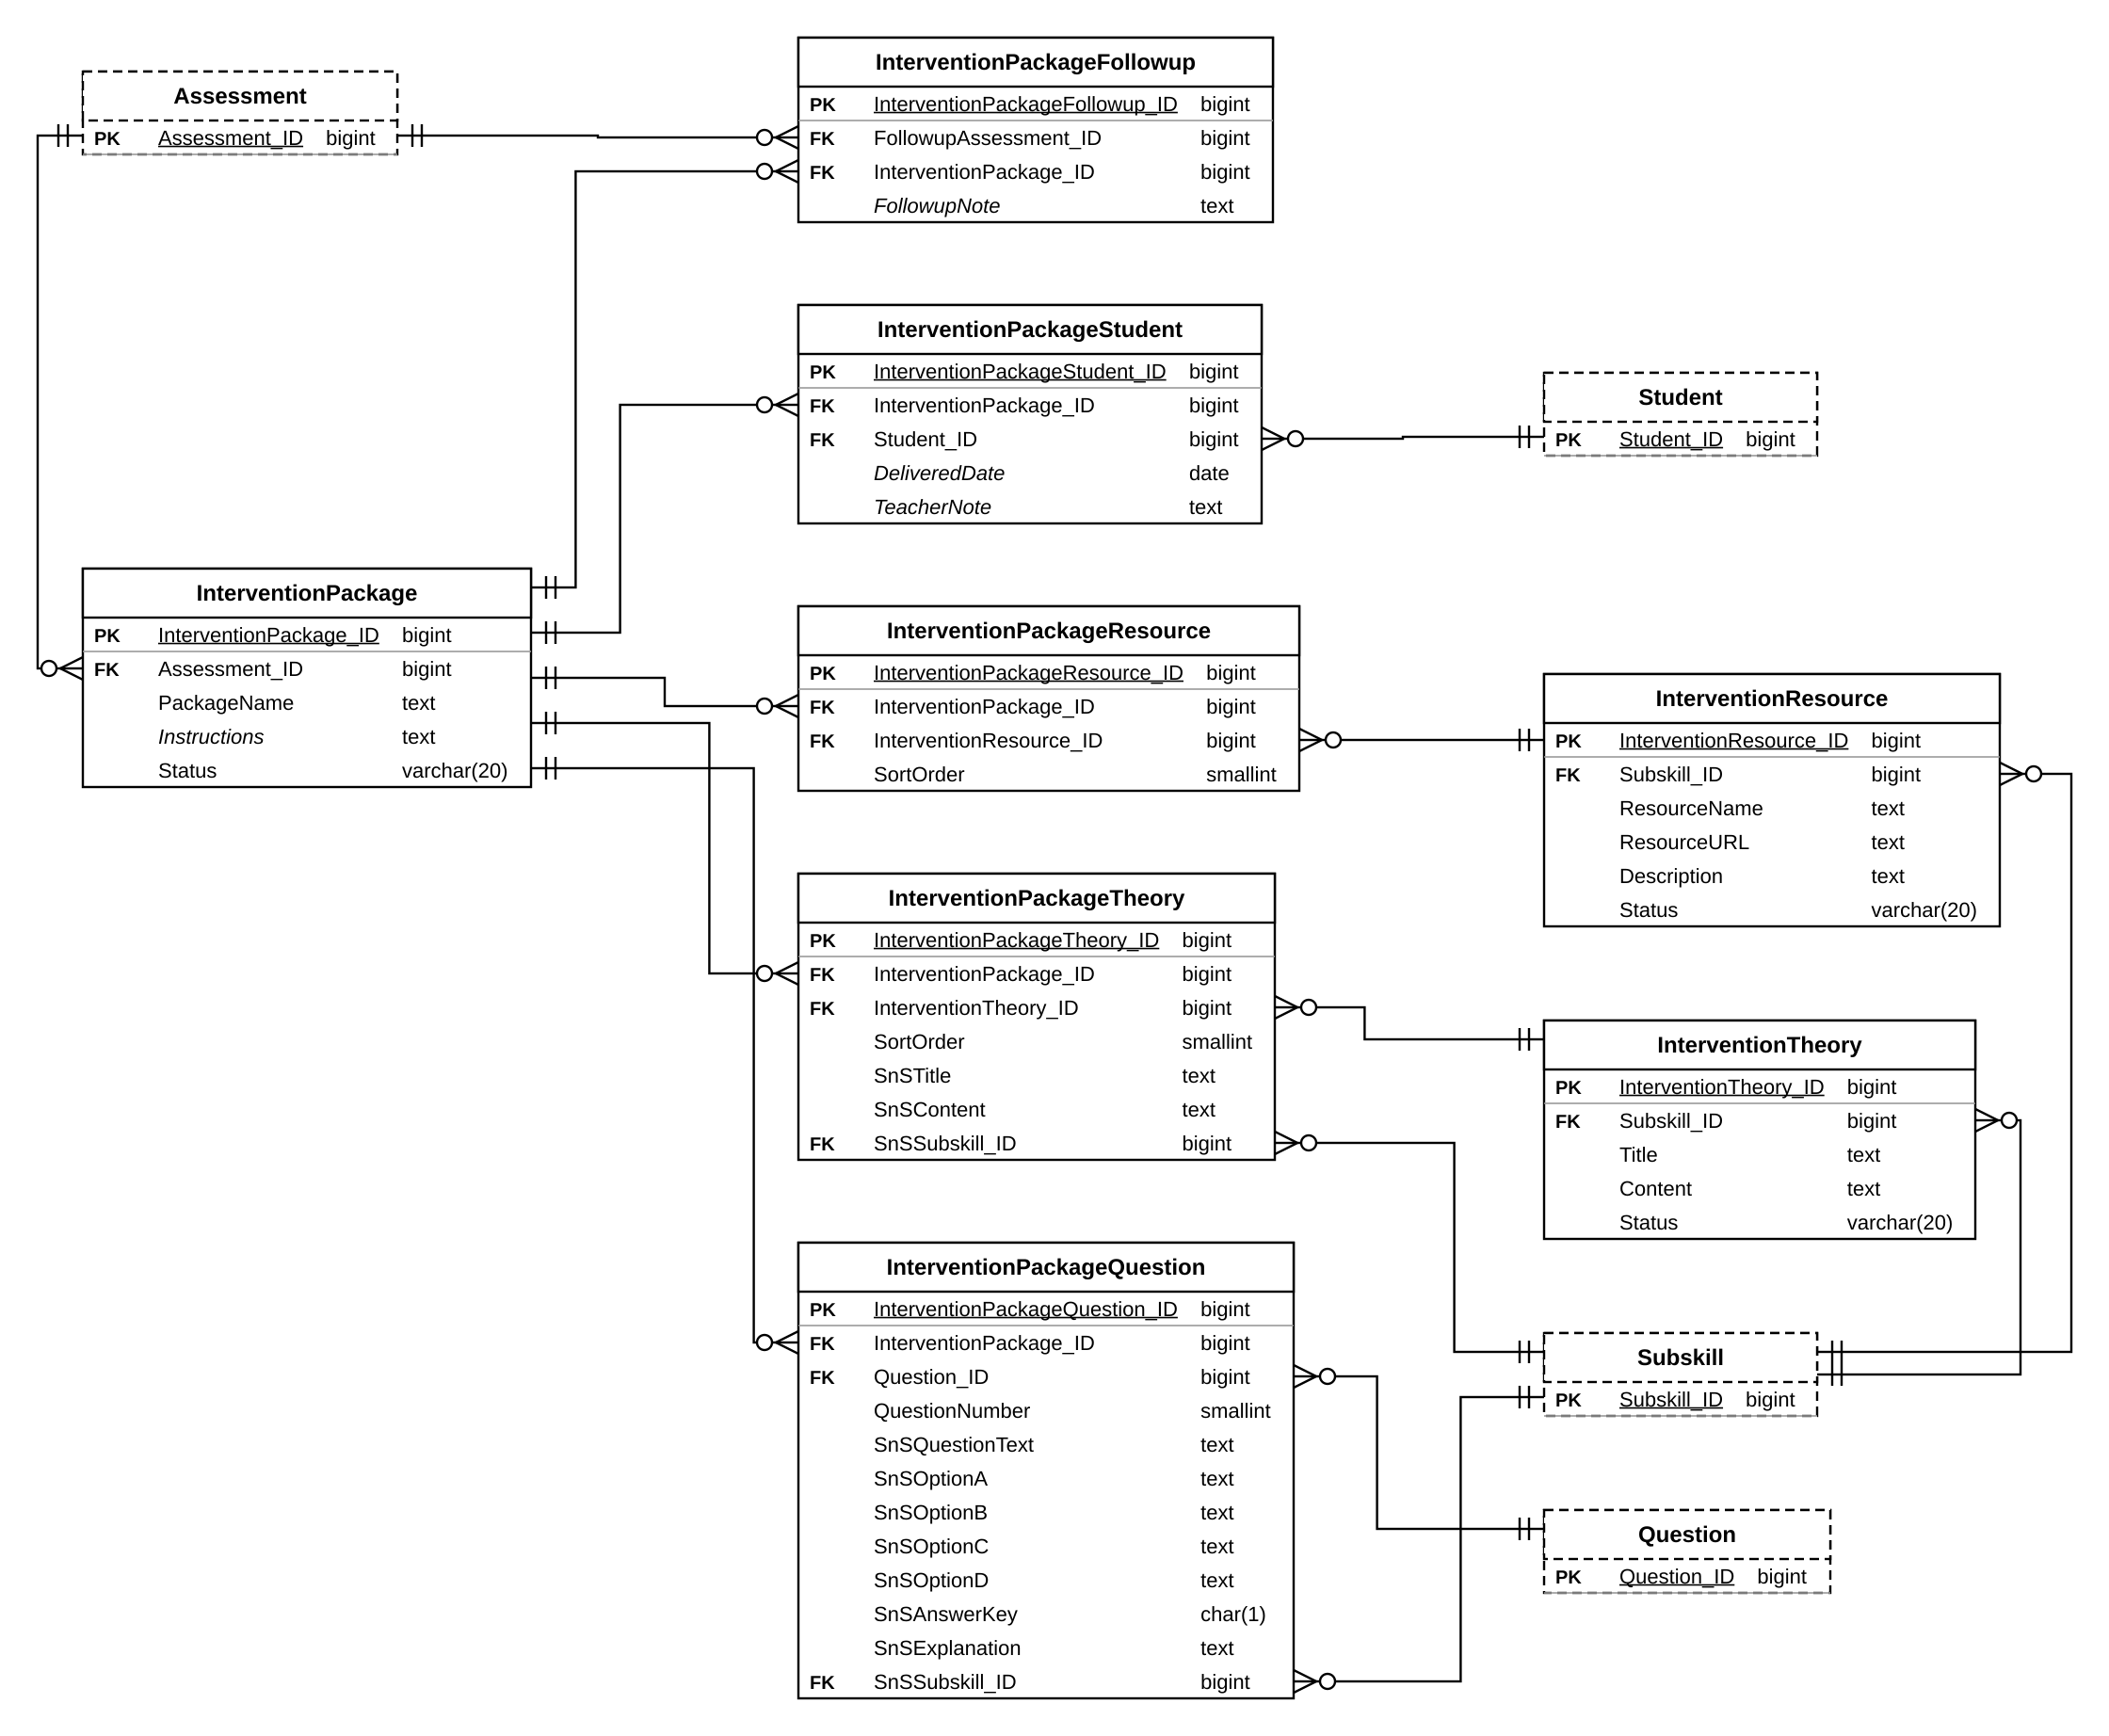 Assessment
PK Assessment_ID bigint
InterventionPackageFollowup
PK InterventionPackageFollowup_ID bigint
FK FollowupAssessment_ID bigint
FK InterventionPackage_ID bigint
FollowupNote text
InterventionPackageStudent
PK InterventionPackageStudent_ID bigint
FK InterventionPackage_ID bigint
FK Student_ID bigint
DeliveredDate date
TeacherNote text
Student
PK Student_ID bigint
InterventionPackage
PK InterventionPackage_ID bigint
FK Assessment_ID bigint
PackageName text
Instructions text
Status varchar(20)
InterventionPackageResource
PK InterventionPackageResource_ID bigint
FK InterventionPackage_ID bigint
FK InterventionResource_ID bigint
SortOrder smallint
InterventionResource
PK InterventionResource_ID bigint
FK Subskill_ID bigint
ResourceName text
ResourceURL text
Description text
Status varchar(20)
InterventionPackageTheory
PK InterventionPackageTheory_ID bigint
FK InterventionPackage_ID bigint
FK InterventionTheory_ID bigint
SortOrder smallint
SnSTitle text
SnSContent text
FK SnSSubskill_ID bigint
InterventionTheory
PK InterventionTheory_ID bigint
FK Subskill_ID bigint
Title text
Content text
Status varchar(20)
InterventionPackageQuestion
PK InterventionPackageQuestion_ID bigint
FK InterventionPackage_ID bigint
FK Question_ID bigint
QuestionNumber smallint
SnSQuestionText text
SnSOptionA text
SnSOptionB text
SnSOptionC text
SnSOptionD text
SnSAnswerKey char(1)
SnSExplanation text
FK SnSSubskill_ID bigint
Subskill
PK Subskill_ID bigint
Question
PK Question_ID bigint